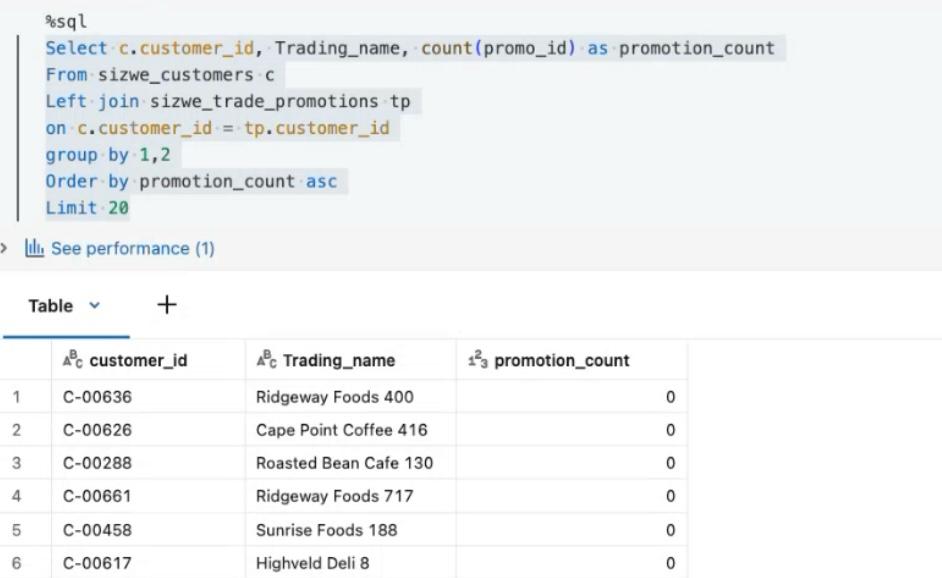 %sql
Select c.customer_id, Trading_name, count(promo_id) as promotion_count
From sizwe_customers c
Left join sizwe_trade_promotions tp
on c.customer_id = tp.customer_id
group by 1,2
Order by promotion_count asc
Limit 20
See performance (1)
Table +
ABC customer_id ABC Trading_name 123 promotion_count
1 C-00636 Ridgeway Foods 400 0
2 C-00626 Cape Point Coffee 416 0
3 C-00288 Roasted Bean Cafe 130 0
4 C-00661 Ridgeway Foods 717 0
5 C-00458 Sunrise Foods 188 0
6 C-00617 Highveld Deli 8 0